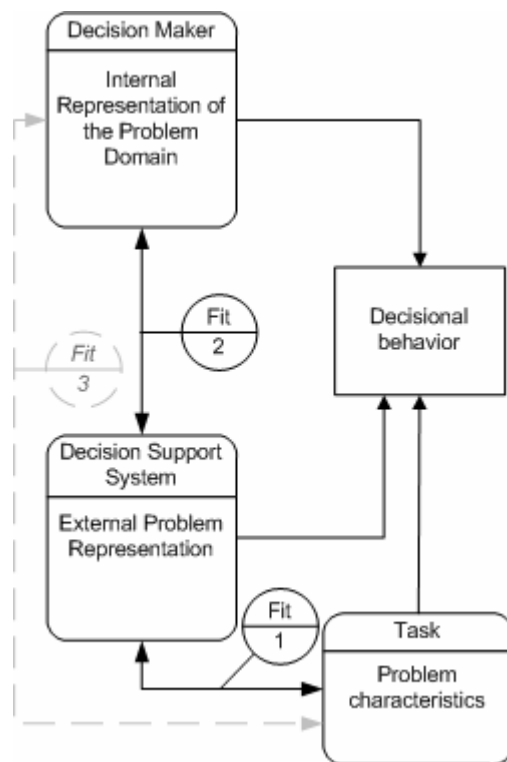 Decision Maker
Internal
Representation of
the Problem
Domain
Fit
2
Decisional
behavior
Fit
3
Decision Support
System
External Problem
Representation
Fit
1
Task
Problem
characteristics